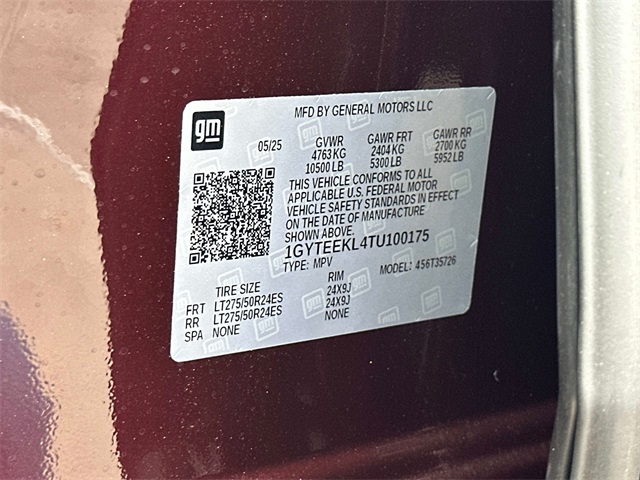 MFD BY GENERAL MOTORS LLC
gm
05/25 GVWR GAWR FRT GAWR RR
4763 KG 2404 KG 2700 KG
10500 LB 5300 LB 5952 LB
THIS VEHICLE CONFORMS TO ALL
APPLICABLE U.S. FEDERAL MOTOR
VEHICLE SAFETY STANDARDS IN EFFECT
ON THE DATE OF MANUFACTURE
SHOWN ABOVE.
1GYTEEKL4TU100175
TYPE: MPV MODEL: 456T35726
TIRE SIZE RIM
FRT LT275/50R24ES 24X9J
RR LT275/50R24ES 24X9J
SPA NONE NONE